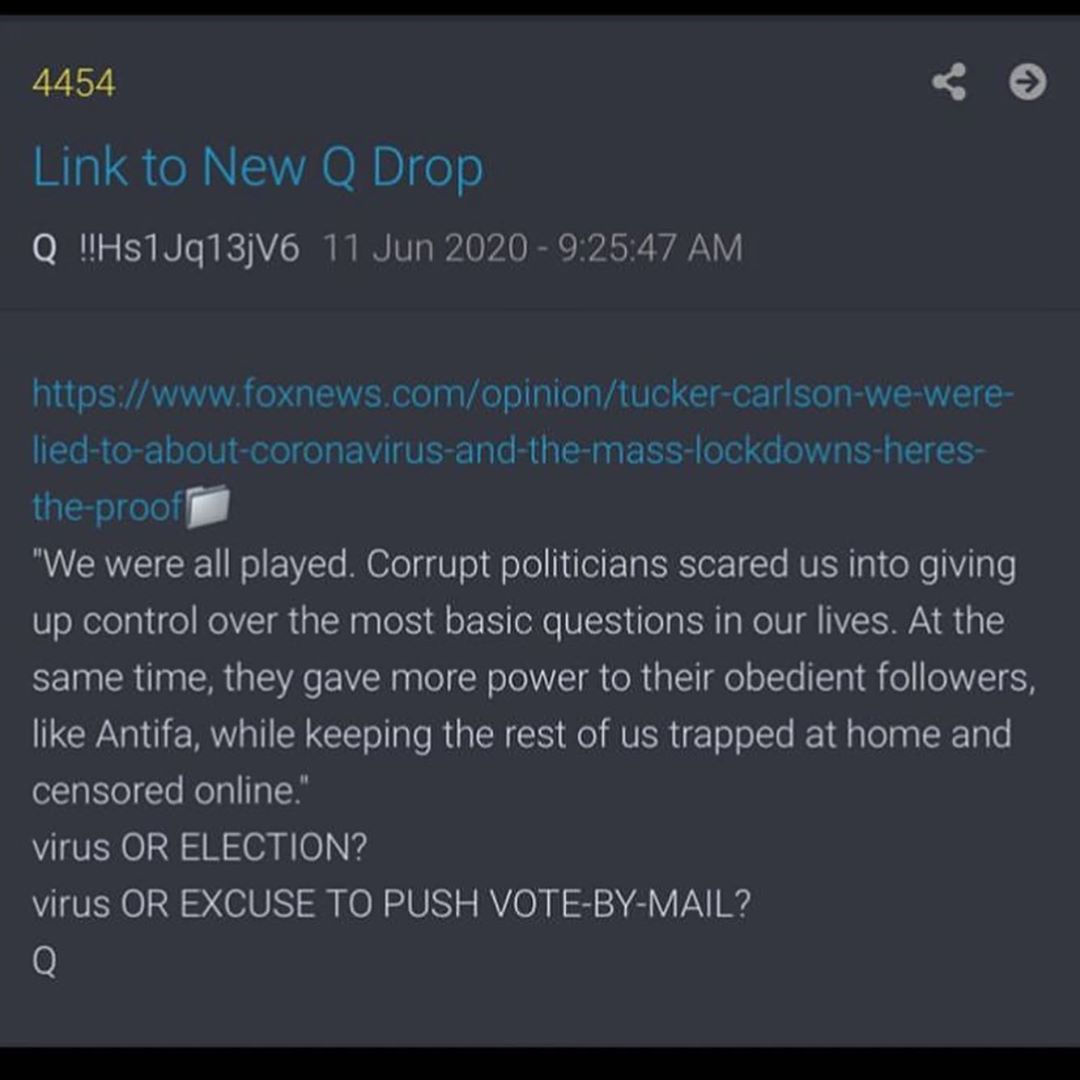 4454
Link to New Q Drop
Q !!Hs1Jq13jV6 11 Jun 2020 - 9:25:47 AM
https://www.foxnews.com/opinion/tucker-carlson-we-were-
lied-to-about-coronavirus-and-the-mass-lockdowns-heres-
the-proof
"We were all played. Corrupt politicians scared us into giving
up control over the most basic questions in our lives. At the
same time, they gave more power to their obedient followers,
like Antifa, while keeping the rest of us trapped at home and
censored online."
virus OR ELECTION?
virus OR EXCUSE TO PUSH VOTE-BY-MAIL?
Q